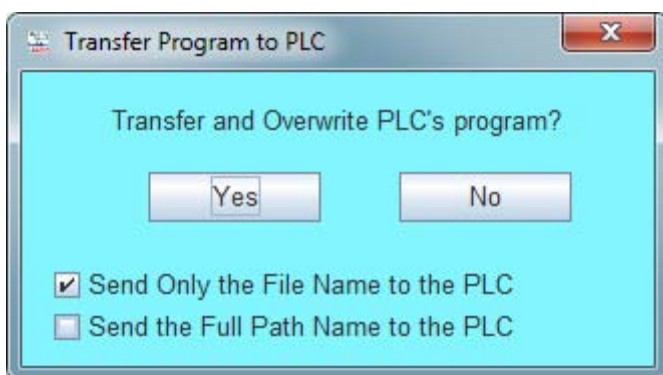 Transfer Program to PLC
Transfer and Overwrite PLC's program?
Yes No
Send Only the File Name to the PLC
Send the Full Path Name to the PLC